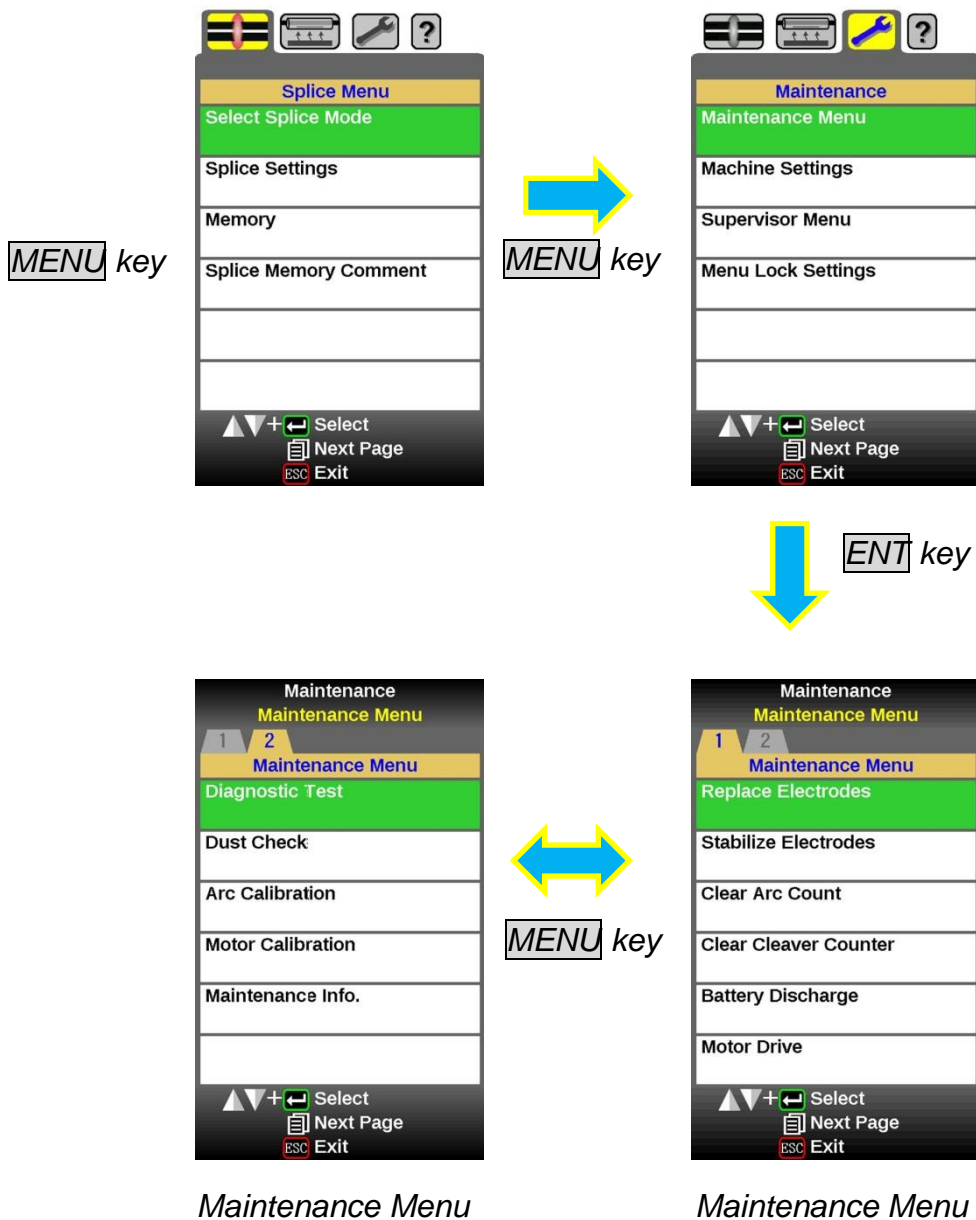 ?
Splice Menu
Select Splice Mode
Splice Settings
Memory
Splice Memory Comment
+ Select
Next Page
ESC Exit
MENU key
MENU key
?
Maintenance
Maintenance Menu
Machine Settings
Supervisor Menu
Menu Lock Settings
+ Select
Next Page
ESC Exit
ENT key
Maintenance
Maintenance Menu
1 2
Maintenance Menu
Diagnostic Test
Dust Check
Arc Calibration
Motor Calibration
Maintenance Info.
+ Select
Next Page
ESC Exit
Maintenance Menu
MENU key
Maintenance
Maintenance Menu
1 2
Maintenance Menu
Replace Electrodes
Stabilize Electrodes
Clear Arc Count
Clear Cleaver Counter
Battery Discharge
Motor Drive
+ Select
Next Page
ESC Exit
Maintenance Menu